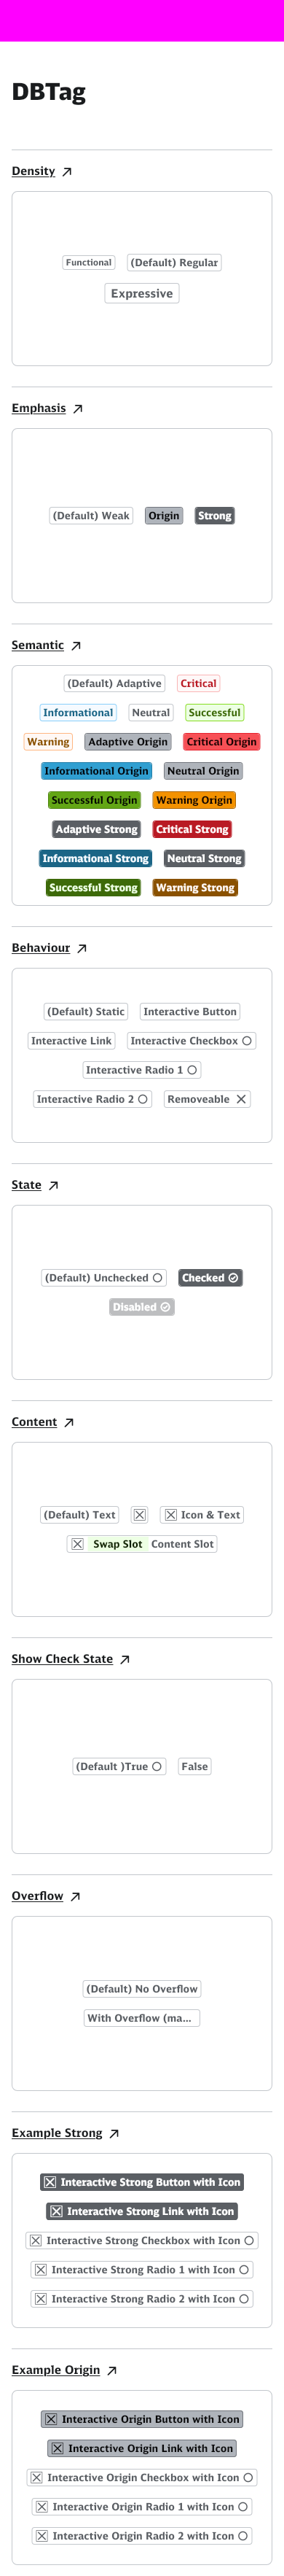 DBTag
Density
Functional (Default) Regular
Expressive
Emphasis
(Default) Weak Origin Strong
Semantic
(Default) Adaptive Critical
Informational Neutral Successful
Warning Adaptive Origin Critical Origin
Informational Origin Neutral Origin
Successful Origin Warning Origin
Adaptive Strong Critical Strong
Informational Strong Neutral Strong
Successful Strong Warning Strong
Behaviour
(Default) Static Interactive Button
Interactive Link Interactive Checkbox
Interactive Radio 1
Interactive Radio 2 Removeable
State
(Default) Unchecked Checked
Disabled
Content
(Default) Text Icon & Text
Swap Slot Content Slot
Show Check State
(Default )True False
Overflow
(Default) No Overflow
With Overflow (ma...
Example Strong
Interactive Strong Button with Icon
Interactive Strong Link with Icon
Interactive Strong Checkbox with Icon
Interactive Strong Radio 1 with Icon
Interactive Strong Radio 2 with Icon
Example Origin
Interactive Origin Button with Icon
Interactive Origin Link with Icon
Interactive Origin Checkbox with Icon
Interactive Origin Radio 1 with Icon
Interactive Origin Radio 2 with Icon